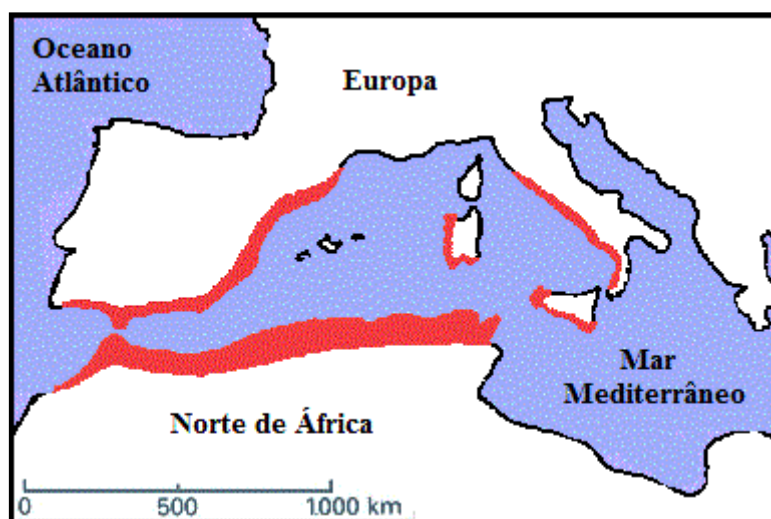 Oceano
Atlântico
Europa
Mar
Mediterrâneo
Norte de África
0 500 1.000 km